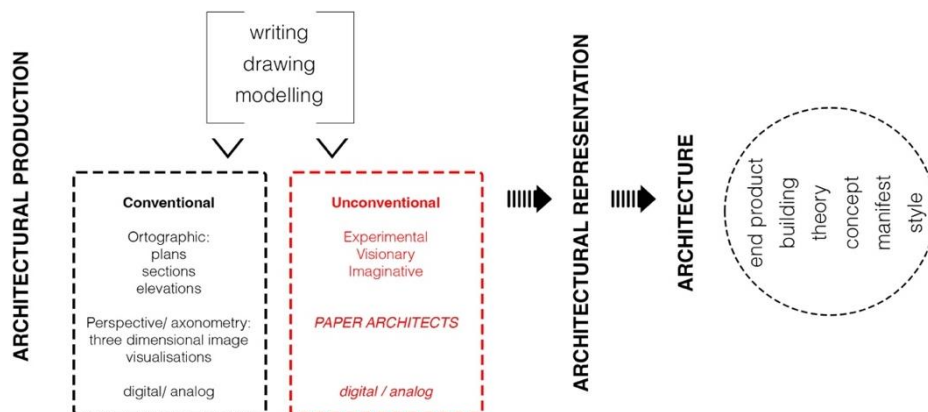 ARCHITECTURAL PRODUCTION
writing
drawing
modelling
Conventional
Ortographic:
plans
sections
elevations
Perspective/ axonometry:
three dimensional image
visualisations
digital/ analog
Unconventional
Experimental
Visionary
Imaginative
PAPER ARCHITECTS
digital / analog
ARCHITECTURAL REPRESENTATION
ARCHITECTURE
end product
building
theory
concept
manifest
style